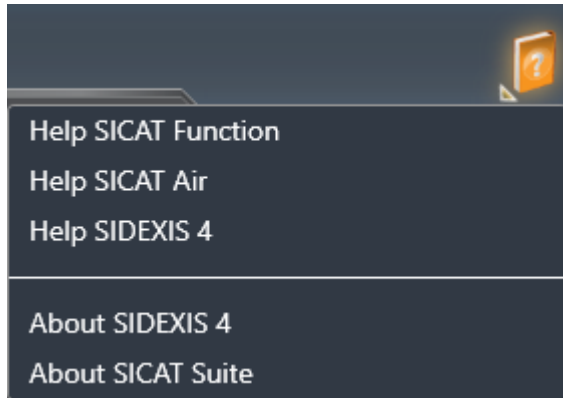 ?
Help SICAT Function
Help SICAT Air
Help SIDEXIS 4
About SIDEXIS 4
About SICAT Suite